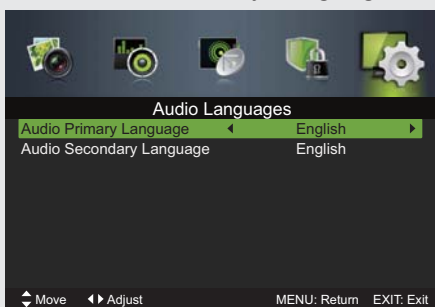 Audio Languages
Audio Primary Language English
Audio Secondary Language English
Move Adjust MENU: Return EXIT: Exit